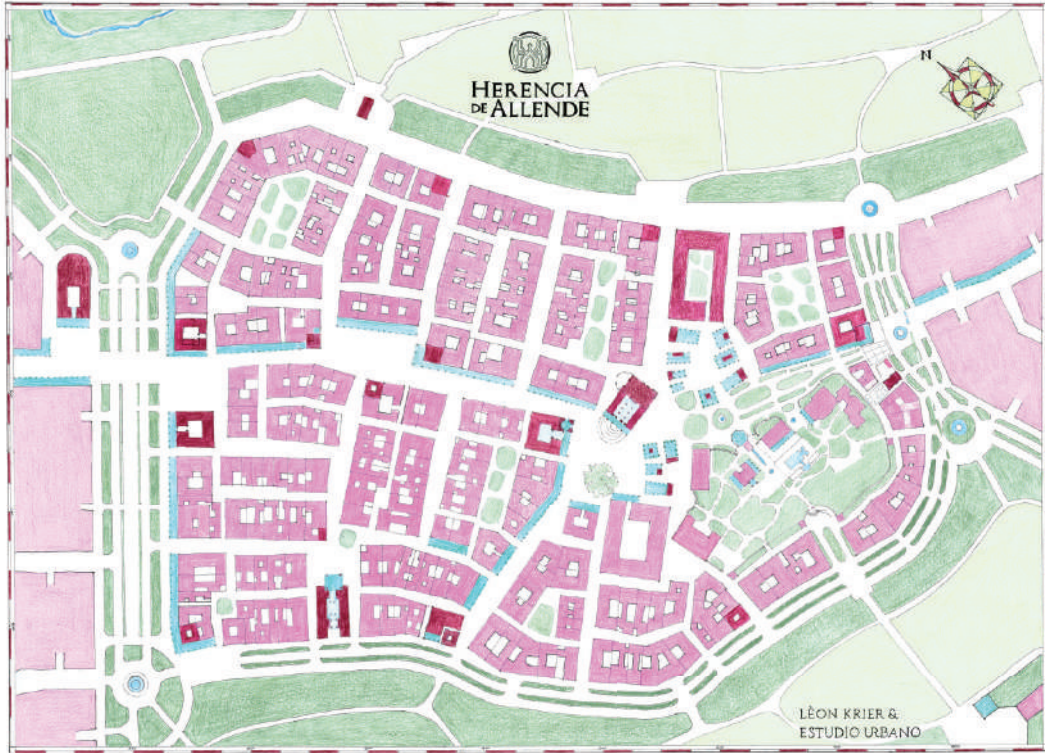 HERENCIA
DE ALLENDE
N
LÈON KRIER &
ESTUDIO URBANO